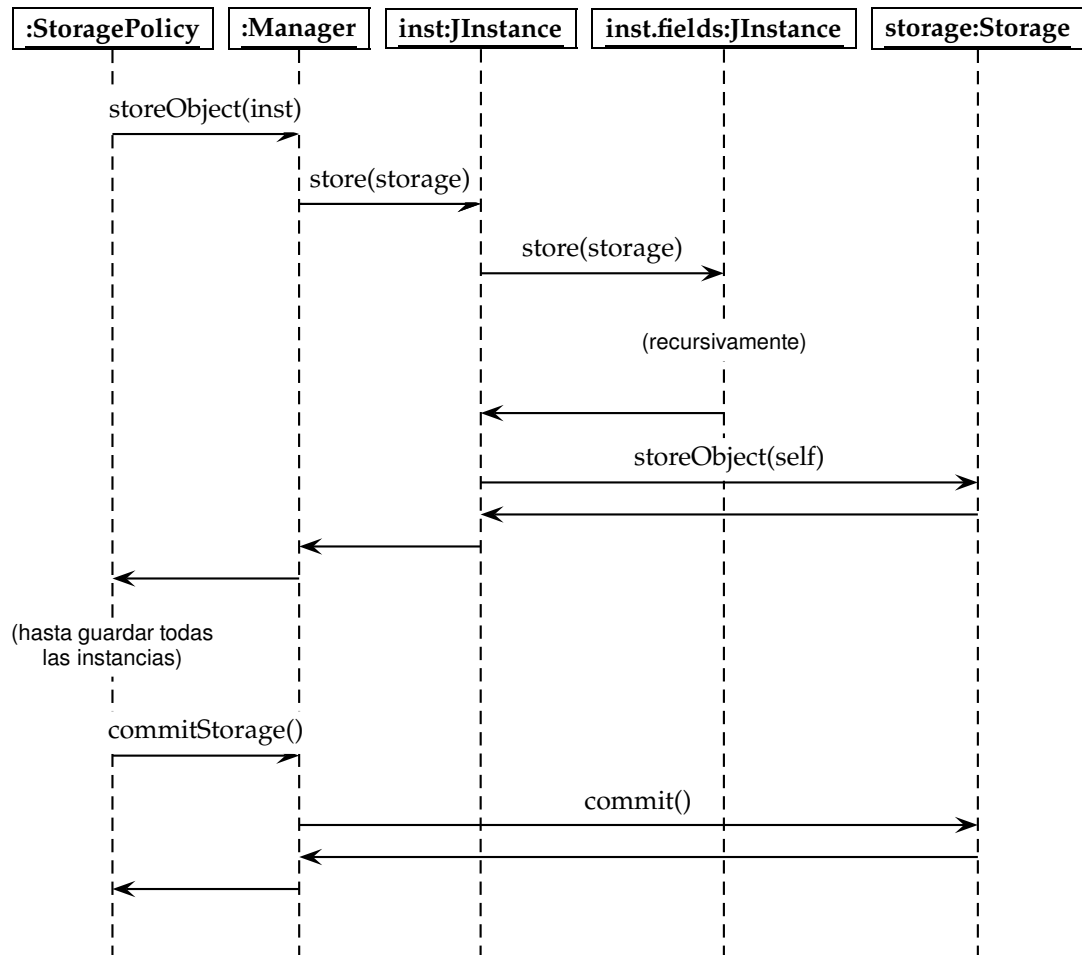 :StoragePolicy
:Manager
inst:JInstance
inst.fields:JInstance
storage:Storage
storeObject(inst)
store(storage)
store(storage)
(recursivamente)
storeObject(self)
(hasta guardar todas
las instancias)
commitStorage()
commit()